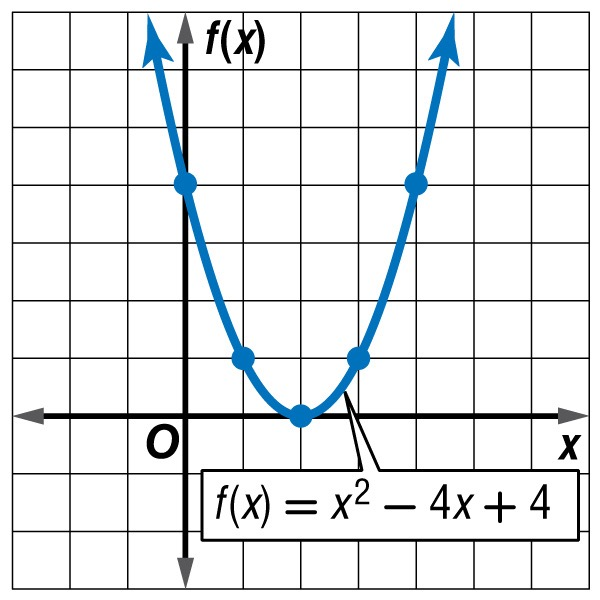 f(x)
O
x
f(x) = x² − 4x + 4